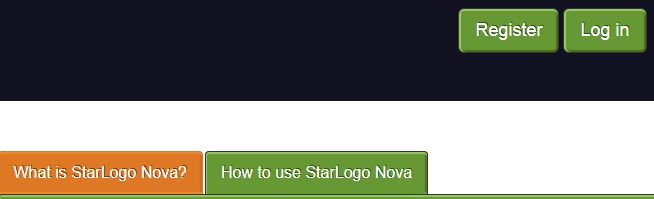 Register Log in
What is StarLogo Nova? How to use StarLogo Nova